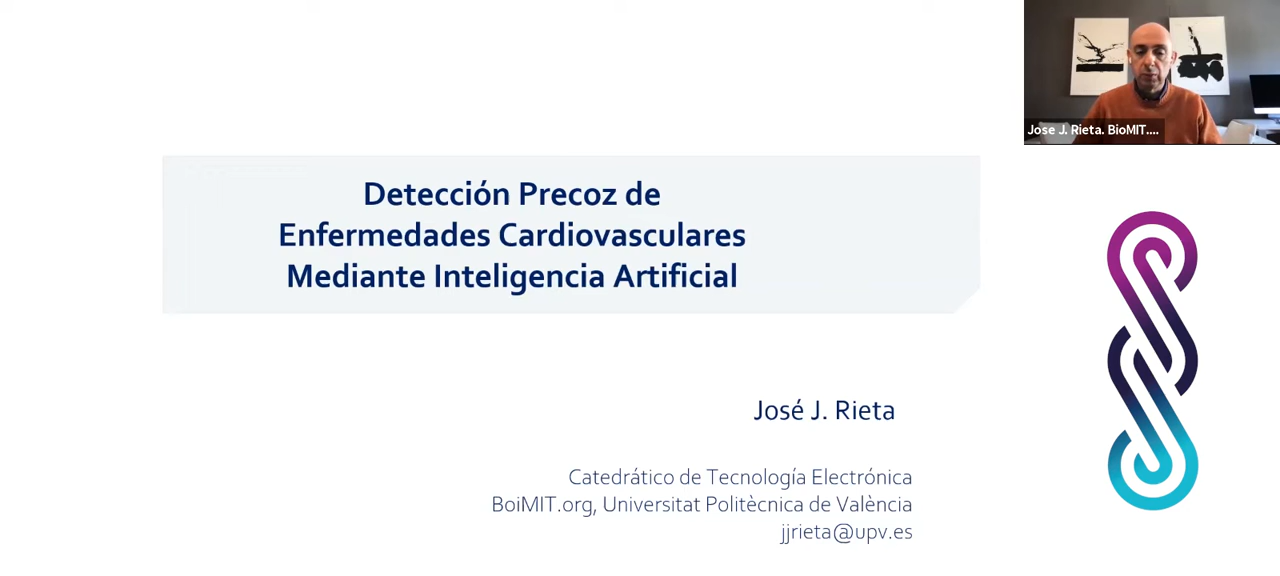 Detección Precoz de
Enfermedades Cardiovasculares
Mediante Inteligencia Artificial
José J. Rieta
Catedrático de Tecnología Electrónica
BoiMIT.org, Universitat Politècnica de València
jjrieta@upv.es
Jose J. Rieta. BioMIT....